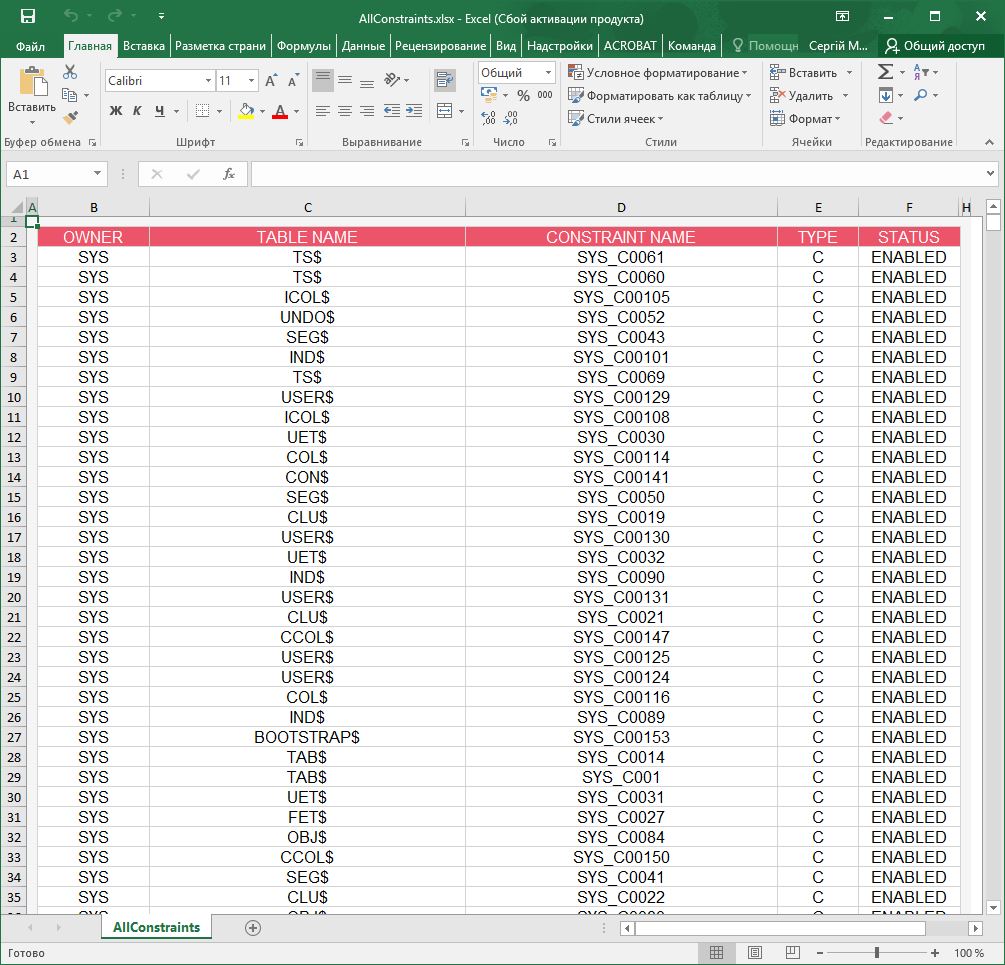 AllConstraints.xlsx - Excel (Сбой активации продукта)
Файл Главная Вставка Разметка страни Формулы Данные Рецензирование Вид Надстройки ACROBAT Команда Помощн Сергій М... Общий доступ
Calibri 11 Общий Условное форматирование Вставить
Вставить Ж К Ч А % 000 Форматировать как таблицу Удалить
Стили ячеек Формат
Буфер обмена Шрифт Выравнивание Число Стили Ячейки Редактирование
A1 fx
A B C D E F H
1
2 OWNER TABLE NAME CONSTRAINT NAME TYPE STATUS
3 SYS TS$ SYS_C0061 C ENABLED
4 SYS TS$ SYS_C0060 C ENABLED
5 SYS ICOL$ SYS_C00105 C ENABLED
6 SYS UNDO$ SYS_C0052 C ENABLED
7 SYS SEG$ SYS_C0043 C ENABLED
8 SYS IND$ SYS_C00101 C ENABLED
9 SYS TS$ SYS_C0069 C ENABLED
10 SYS USER$ SYS_C00129 C ENABLED
11 SYS ICOL$ SYS_C00108 C ENABLED
12 SYS UET$ SYS_C0030 C ENABLED
13 SYS COL$ SYS_C00114 C ENABLED
14 SYS CON$ SYS_C00141 C ENABLED
15 SYS SEG$ SYS_C0050 C ENABLED
16 SYS CLU$ SYS_C0019 C ENABLED
17 SYS USER$ SYS_C00130 C ENABLED
18 SYS UET$ SYS_C0032 C ENABLED
19 SYS IND$ SYS_C0090 C ENABLED
20 SYS USER$ SYS_C00131 C ENABLED
21 SYS CLU$ SYS_C0021 C ENABLED
22 SYS CCOL$ SYS_C00147 C ENABLED
23 SYS USER$ SYS_C00125 C ENABLED
24 SYS USER$ SYS_C00124 C ENABLED
25 SYS COL$ SYS_C00116 C ENABLED
26 SYS IND$ SYS_C0089 C ENABLED
27 SYS BOOTSTRAP$ SYS_C00153 C ENABLED
28 SYS TAB$ SYS_C0014 C ENABLED
29 SYS TAB$ SYS_C001 C ENABLED
30 SYS UET$ SYS_C0031 C ENABLED
31 SYS FET$ SYS_C0027 C ENABLED
32 SYS OBJ$ SYS_C0084 C ENABLED
33 SYS CCOL$ SYS_C00150 C ENABLED
34 SYS SEG$ SYS_C0041 C ENABLED
35 SYS CLU$ SYS_C0022 C ENABLED
AllConstraints
Готово 100 %